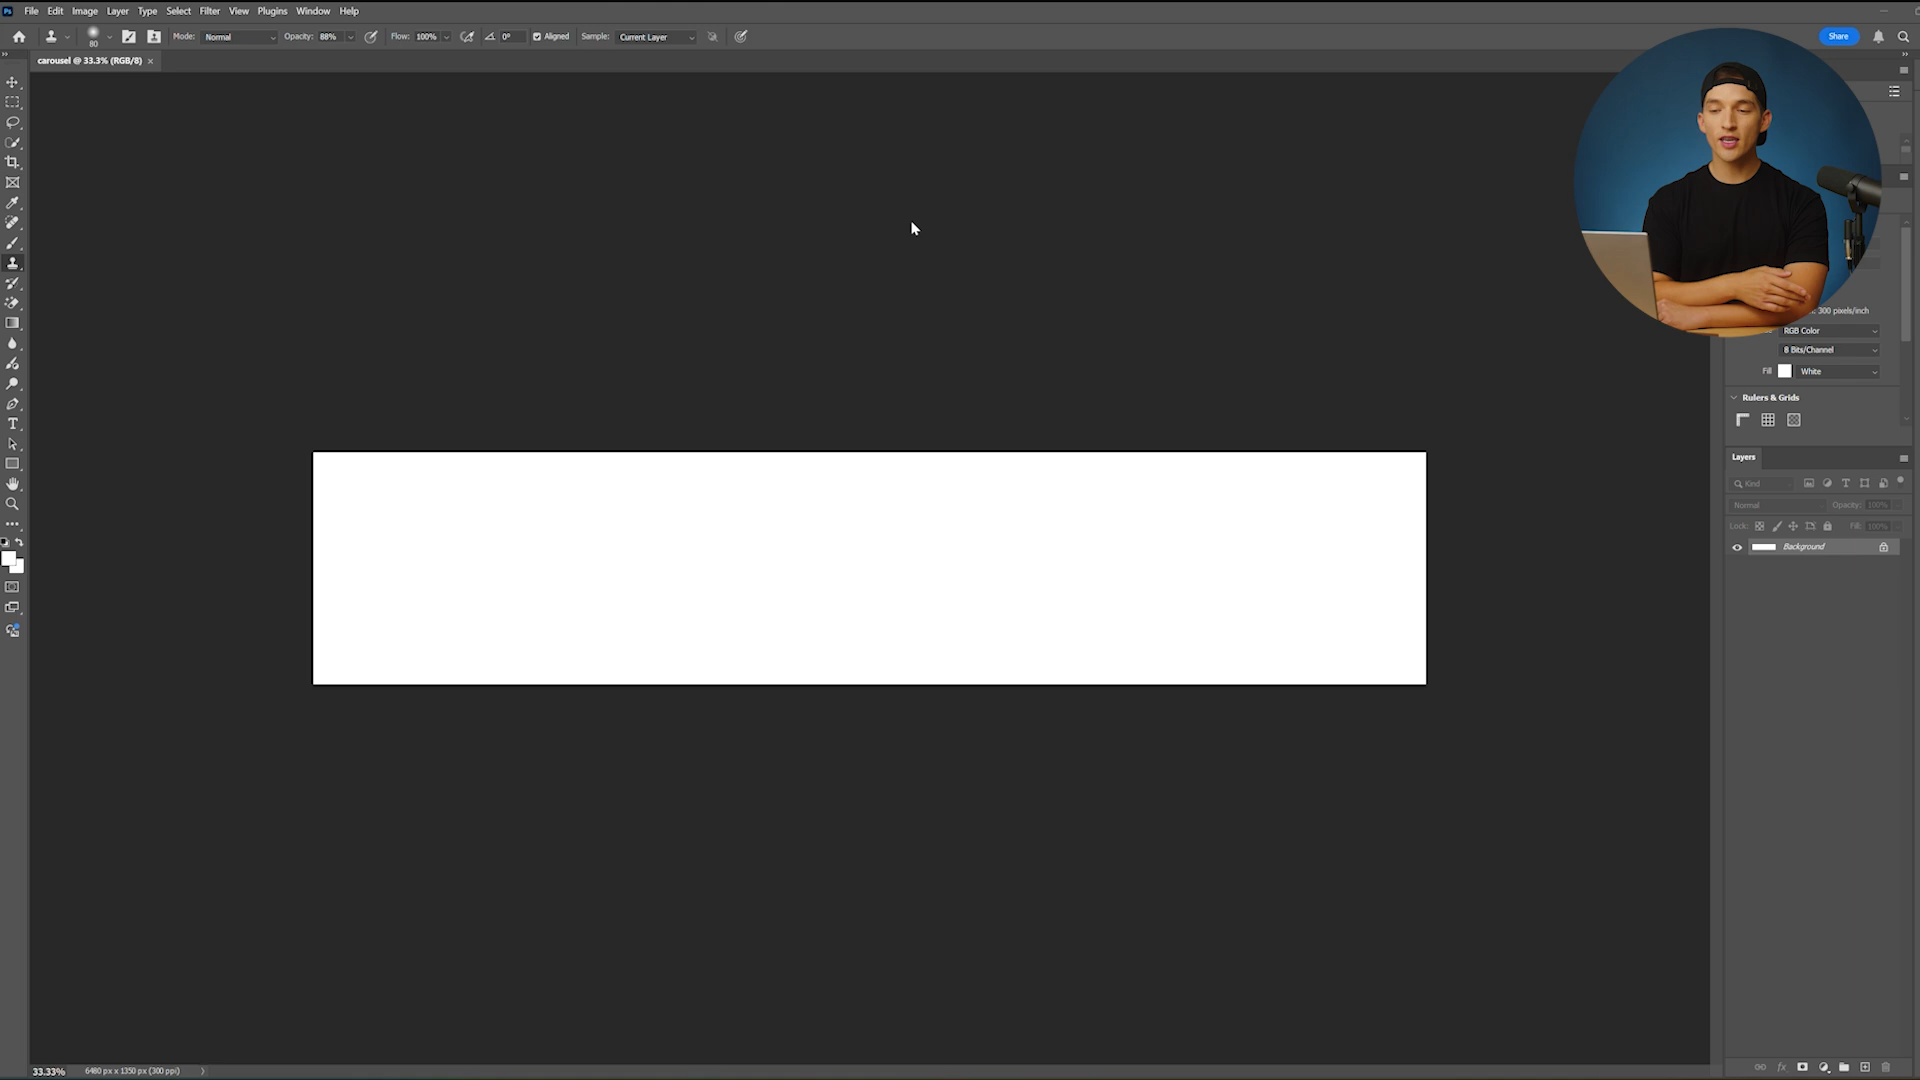 Ps File Edit Image Layer Type Select Filter View Plugins Window Help
80 Mode: Normal Opacity: 88% Flow: 100% 0° Aligned Sample: Current Layer Share
carousel @ 33.3% (RGB/8) ×
300 pixels/inch
RGB Color
8 Bits/Channel
Fill White
Rulers & Grids
Layers
Kind
Normal Opacity: 100%
Lock: Fill: 100%
Background
33.33% 6480 px x 1350 px (300 ppi)
fx